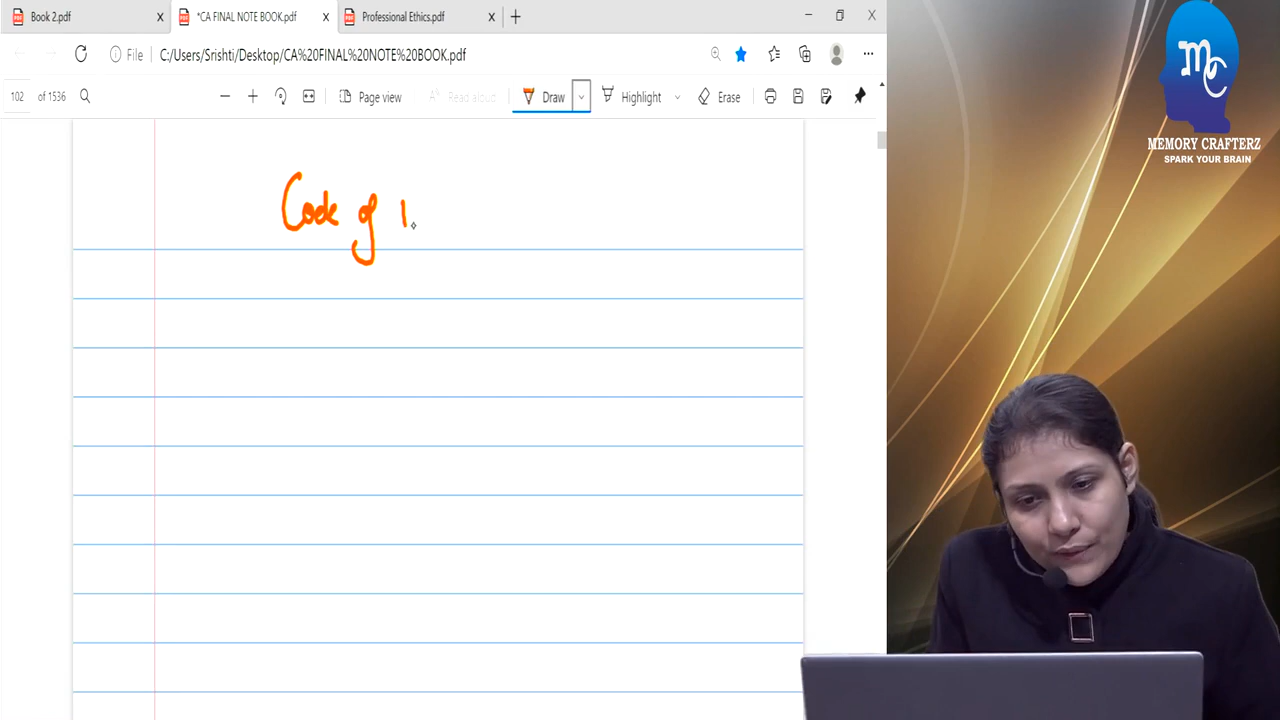 Book 2.pdf
*CA FINAL NOTE BOOK.pdf
Professional Ethics.pdf
File
C:/Users/Srishti/Desktop/CA%20FINAL%20NOTE%20BOOK.pdf
102 of 1536
Page view
Read aloud
Draw
Highlight
Erase
Code of
MC
MEMORY CRAFTERZ
SPARK YOUR BRAIN